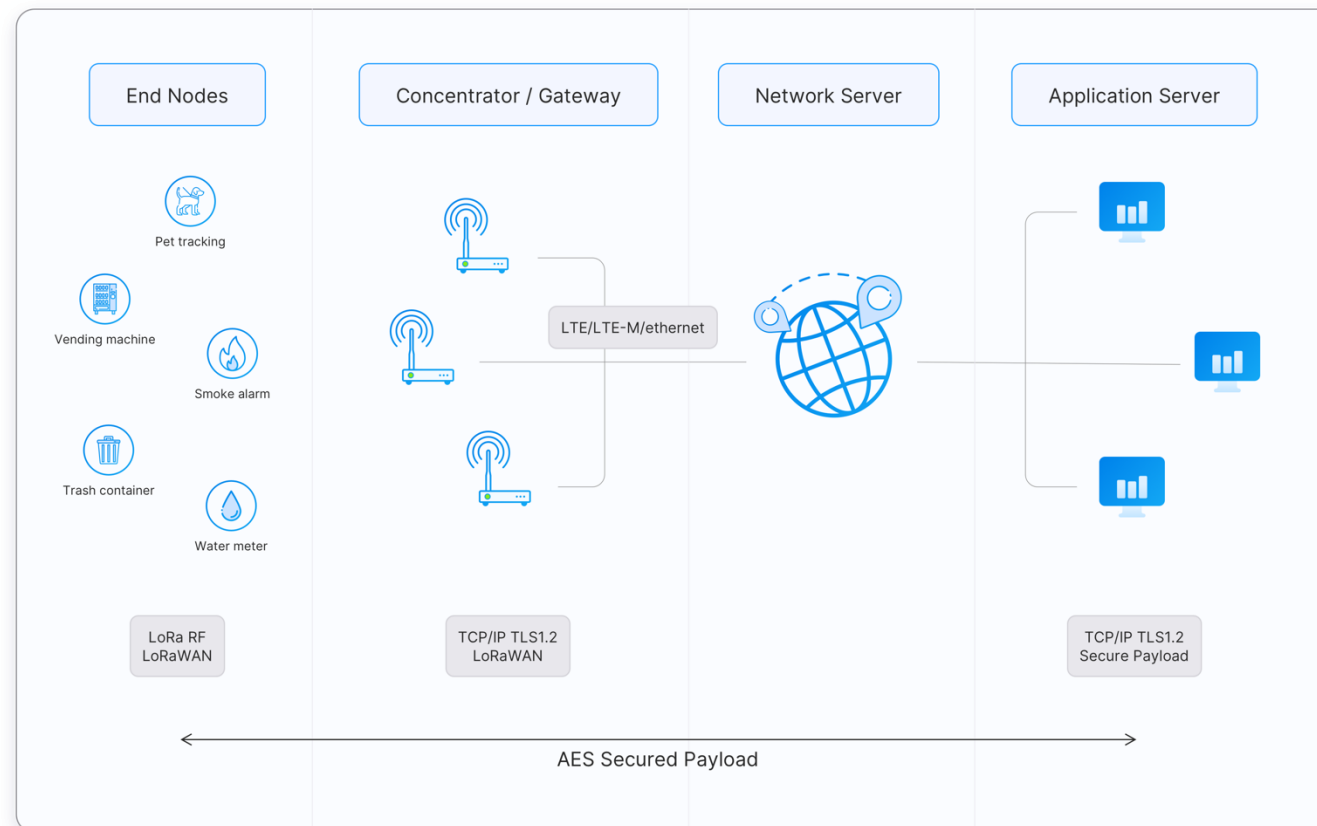 End Nodes
Concentrator / Gateway
Network Server
Application Server
Pet tracking
Vending machine
Smoke alarm
Trash container
Water meter
LTE/LTE-M/ethernet
LoRa RF
LoRaWAN
TCP/IP TLS1.2
LoRaWAN
TCP/IP TLS1.2
Secure Payload
AES Secured Payload